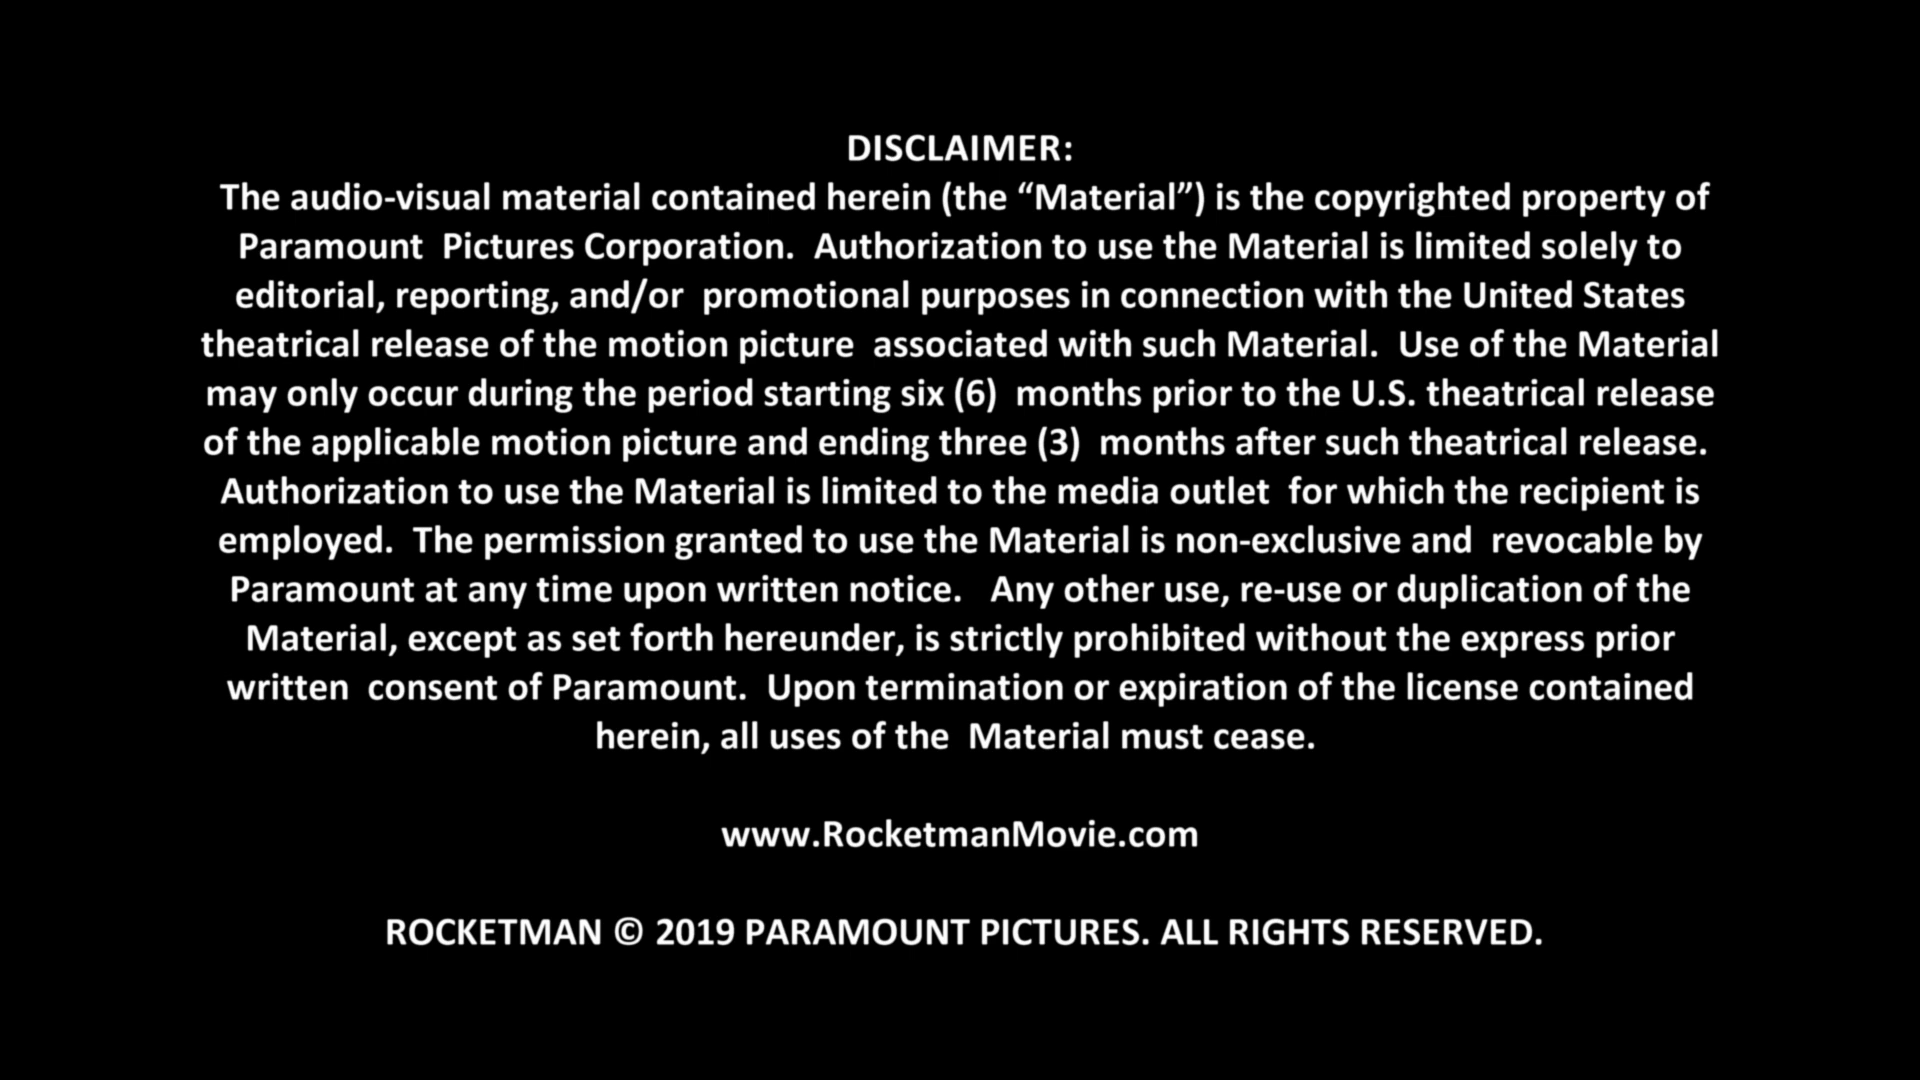 DISCLAIMER:
The audio-visual material contained herein (the “Material”) is the copyrighted property of
Paramount  Pictures Corporation.  Authorization to use the Material is limited solely to
editorial, reporting, and/or  promotional purposes in connection with the United States
theatrical release of the motion picture  associated with such Material.  Use of the Material
may only occur during the period starting six (6)  months prior to the U.S. theatrical release
of the applicable motion picture and ending three (3)  months after such theatrical release.
Authorization to use the Material is limited to the media outlet  for which the recipient is
employed.  The permission granted to use the Material is non-exclusive and  revocable by
Paramount at any time upon written notice.   Any other use, re-use or duplication of the
Material, except as set forth hereunder, is strictly prohibited without the express prior
written  consent of Paramount.  Upon termination or expiration of the license contained
herein, all uses of the  Material must cease.
www.RocketmanMovie.com
ROCKETMAN © 2019 PARAMOUNT PICTURES. ALL RIGHTS RESERVED.